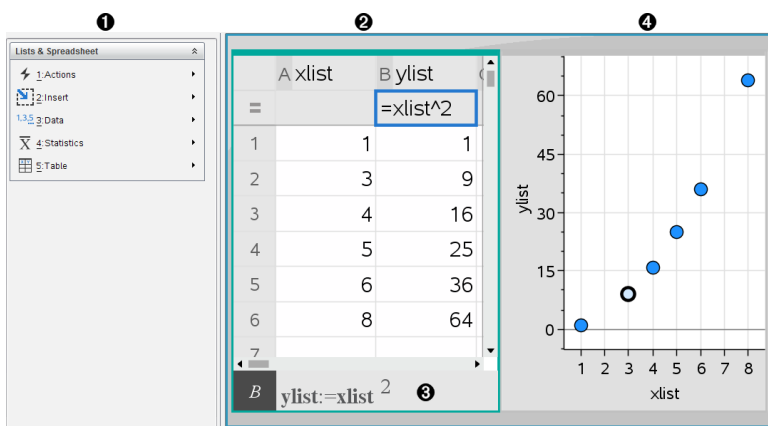 ❶ ❷ ❹
Lists & Spreadsheet
1:Actions
2:Insert
1,3,5 3:Data
X̅ 4:Statistics
5:Table
A xlist B ylist
= =xlist^2
1 1 1
2 3 9
3 4 16
4 5 25
5 6 36
6 8 64
7
B ylist:=xlist 2 ❸
60
45
30
15
0
ylist
1 2 3 4 5 6 7 8
xlist